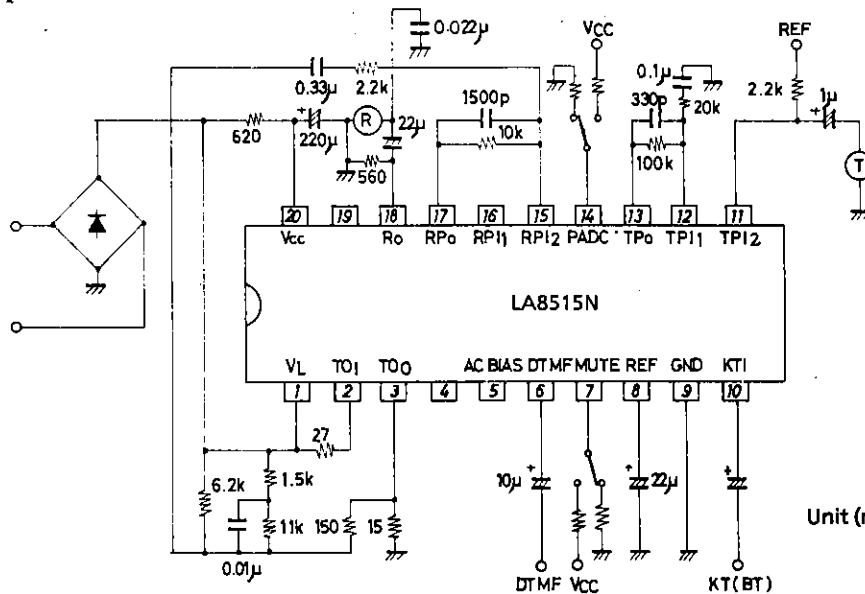 0.022μ
VCC
REF
0.33μ
2.2k
0.1μ
2.2k
1μ
1500p
330p
20k
620
220μ
R
22μ
10k
T
560
100k
20 19 18 17 16 15 14 13 12 11
VCC RO RPO RPI1 RPI2 PADC TPO TPI1 TPI2
LA8515N
VL TO1 TOO AC BIAS DTMF MUTE REF GND KTI
1 2 3 4 5 6 7 8 9 10
27
6.2k
1.5k
10μ
22μ
11k
150
15
Unit (
0.01μ
DTMF VCC KT(BT)